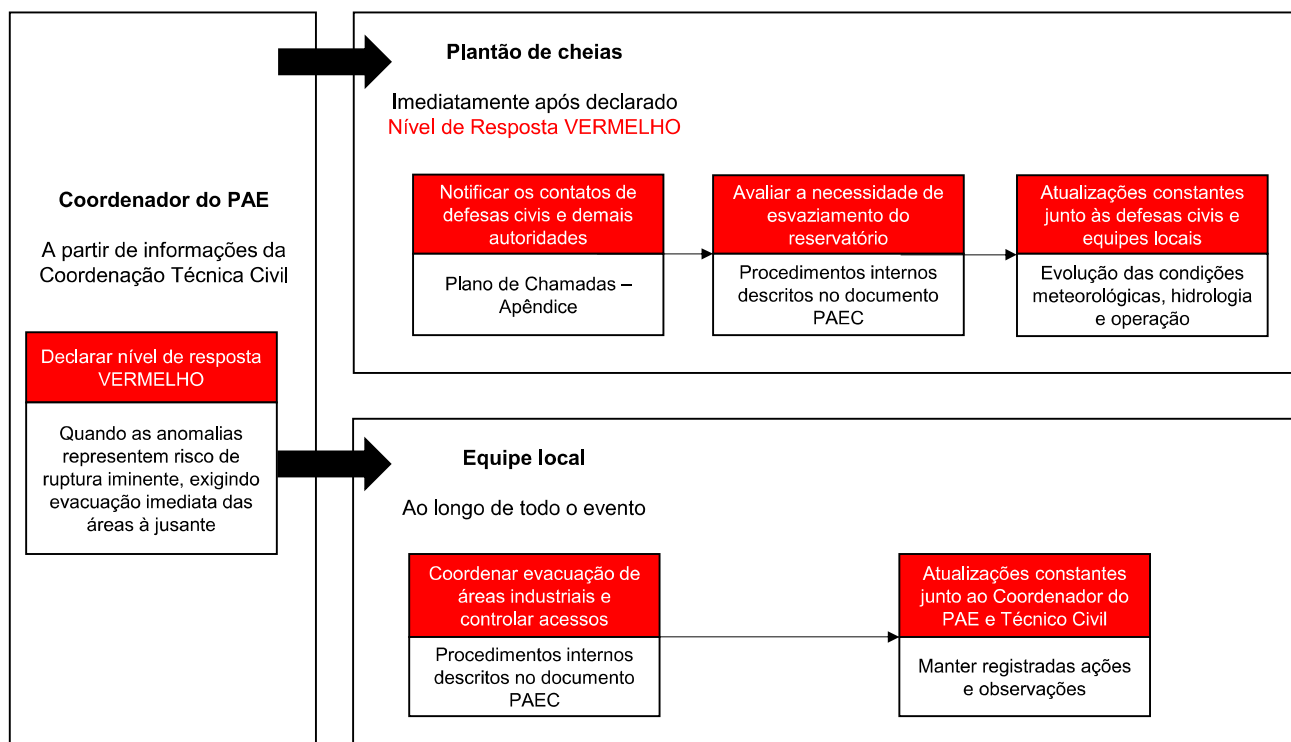 Coordenador do PAE
A partir de informações da
Coordenação Técnica Civil
Declarar nível de resposta
VERMELHO
Quando as anomalias
representem risco de
ruptura iminente, exigindo
evacuação imediata das
áreas à jusante
Plantão de cheias
Imediatamente após declarado
Nível de Resposta VERMELHO
Notificar os contatos de
defesas civis e demais
autoridades
Plano de Chamadas –
Apêndice
Avaliar a necessidade de
esvaziamento do
reservatório
Procedimentos internos
descritos no documento
PAEC
Atualizações constantes
junto às defesas civis e
equipes locais
Evolução das condições
meteorológicas, hidrologia
e operação
Equipe local
Ao longo de todo o evento
Coordenar evacuação de
áreas industriais e
controlar acessos
Procedimentos internos
descritos no documento
PAEC
Atualizações constantes
junto ao Coordenador do
PAE e Técnico Civil
Manter registradas ações
e observações